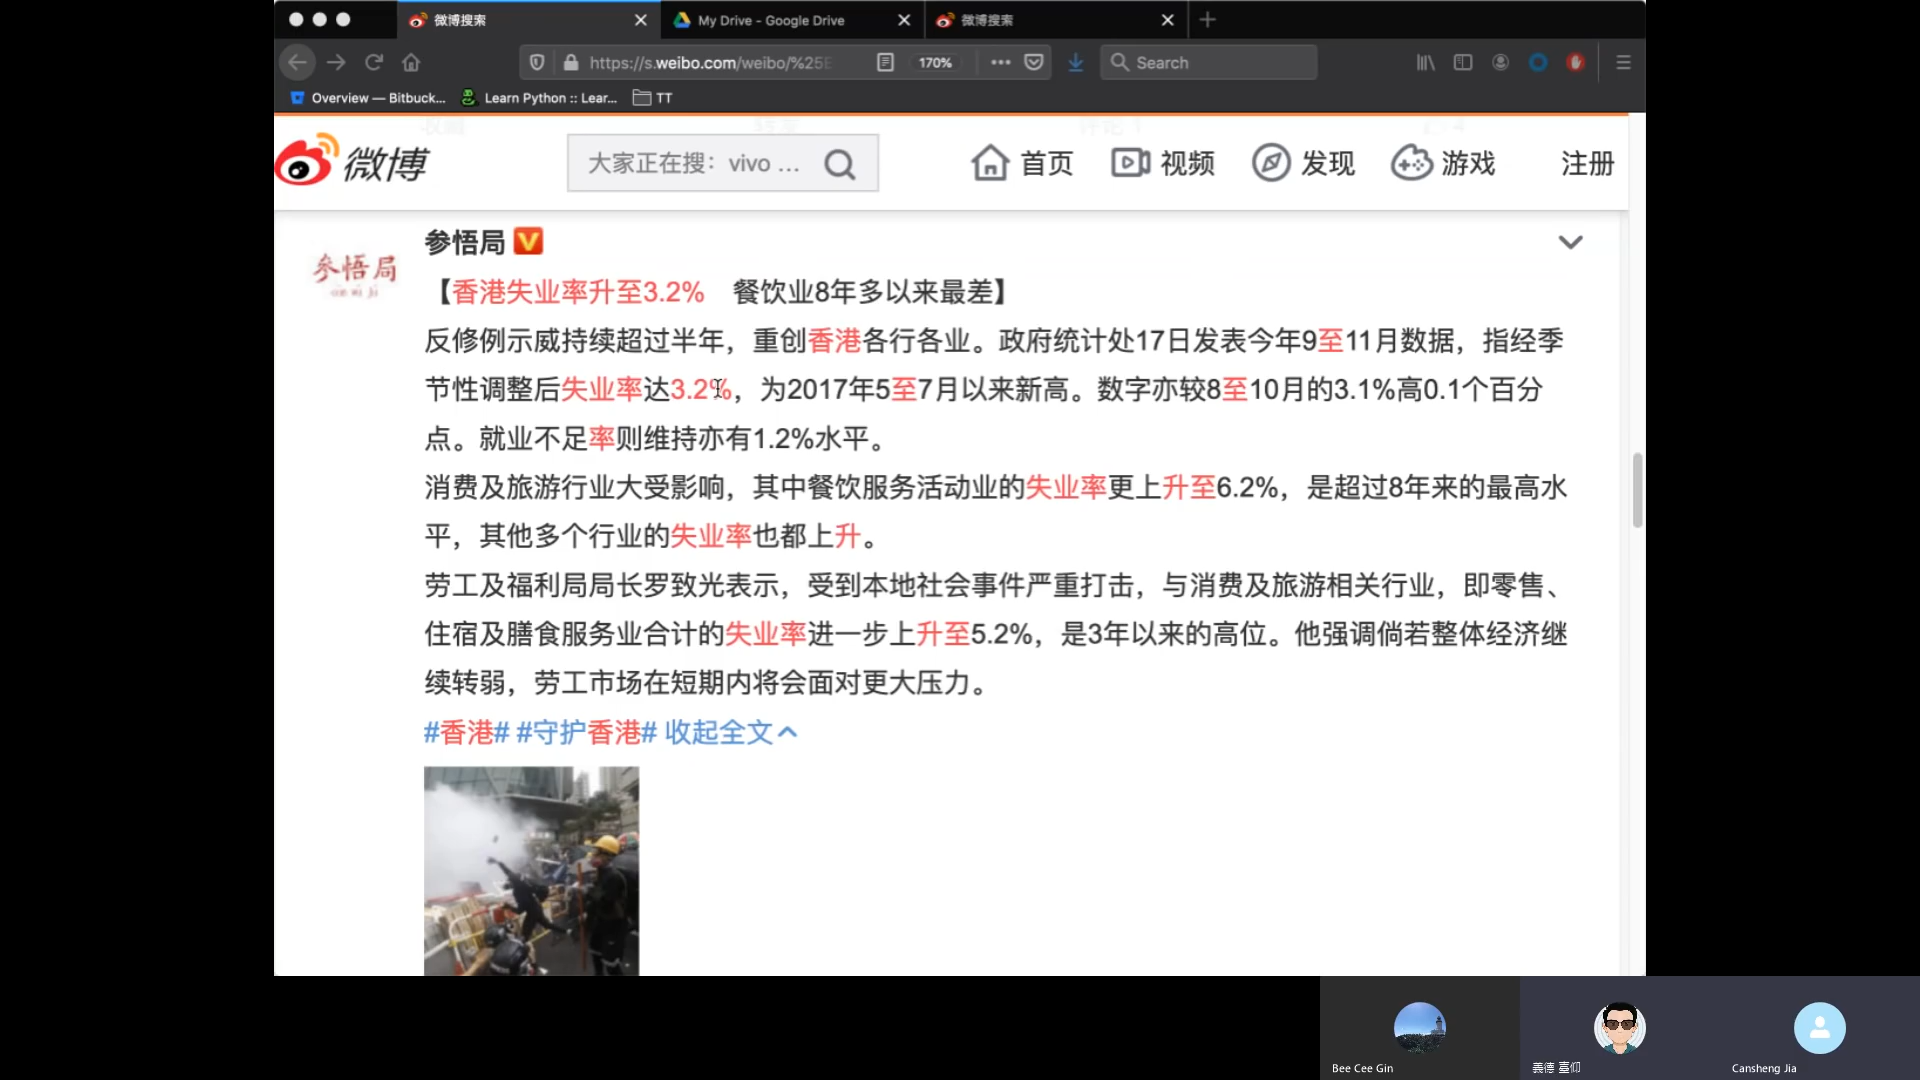 微博搜索
My Drive - Google Drive
微博搜索
https://s.weibo.com/weibo/%25E
170%
Search
Overview — Bitbuck...
Learn Python :: Lear...
TT
微博
大家正在搜：vivo ...
首页
视频
发现
游戏
注册
参悟局
参悟局
【香港失业率升至3.2%　餐饮业8年多以来最差】
反修例示威持续超过半年，重创香港各行各业。政府统计处17日发表今年9至11月数据，指经季
节性调整后失业率达3.2%，为2017年5至7月以来新高。数字亦较8至10月的3.1%高0.1个百分
点。就业不足率则维持亦有1.2%水平。
消费及旅游行业大受影响，其中餐饮服务活动业的失业率更上升至6.2%，是超过8年来的最高水
平，其他多个行业的失业率也都上升。
劳工及福利局局长罗致光表示，受到本地社会事件严重打击，与消费及旅游相关行业，即零售、
住宿及膳食服务业合计的失业率进一步上升至5.2%，是3年以来的高位。他强调倘若整体经济继
续转弱，劳工市场在短期内将会面对更大压力。
#香港# #守护香港# 收起全文
Bee Cee Gin
Cansheng Jia